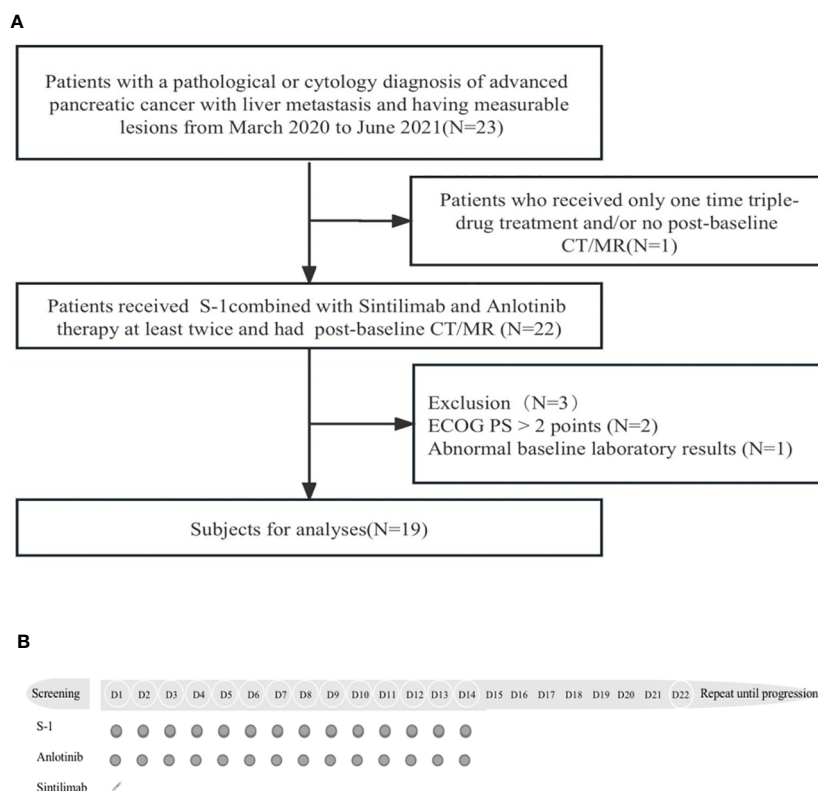 A
Patients with a pathological or cytology diagnosis of advanced
pancreatic cancer with liver metastasis and having measurable
lesions from March 2020 to June 2021(N=23)
Patients who received only one time triple-
drug treatment and/or no post-baseline
CT/MR(N=1)
Patients received S-1combined with Sintilimab and Anlotinib
therapy at least twice and had post-baseline CT/MR (N=22)
Exclusion（N=3）
ECOG PS > 2 points (N=2)
Abnormal baseline laboratory results (N=1)
Subjects for analyses(N=19)
B
Screening D1 D2 D3 D4 D5 D6 D7 D8 D9 D10 D11 D12 D13 D14 D15 D16 D17 D18 D19 D20 D21 D22 Repeat until progression
S-1
Anlotinib
Sintilimab